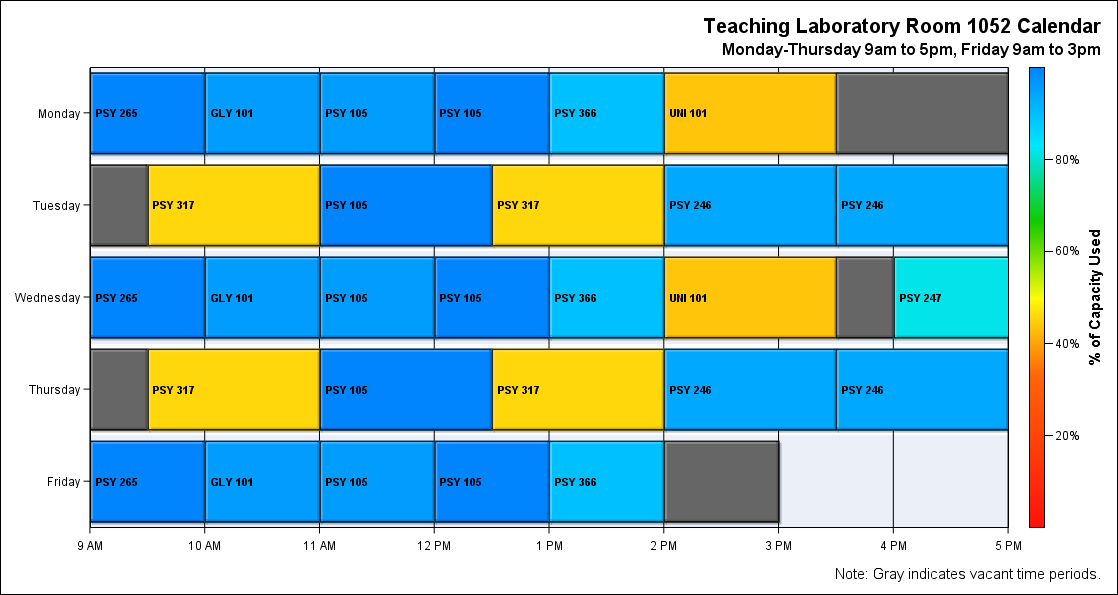 Teaching Laboratory Room 1052 Calendar
Monday-Thursday 9am to 5pm, Friday 9am to 3pm
Monday
PSY 265
GLY 101
PSY 105
PSY 105
PSY 366
UNI 101
Tuesday
PSY 317
PSY 105
PSY 317
PSY 246
PSY 246
Wednesday
PSY 265
GLY 101
PSY 105
PSY 105
PSY 366
UNI 101
PSY 247
Thursday
PSY 317
PSY 105
PSY 317
PSY 246
PSY 246
Friday
PSY 265
GLY 101
PSY 105
PSY 105
PSY 366
9 AM
10 AM
11 AM
12 PM
1 PM
2 PM
3 PM
4 PM
5 PM
80%
60%
40%
20%
% of Capacity Used
Note: Gray indicates vacant time periods.